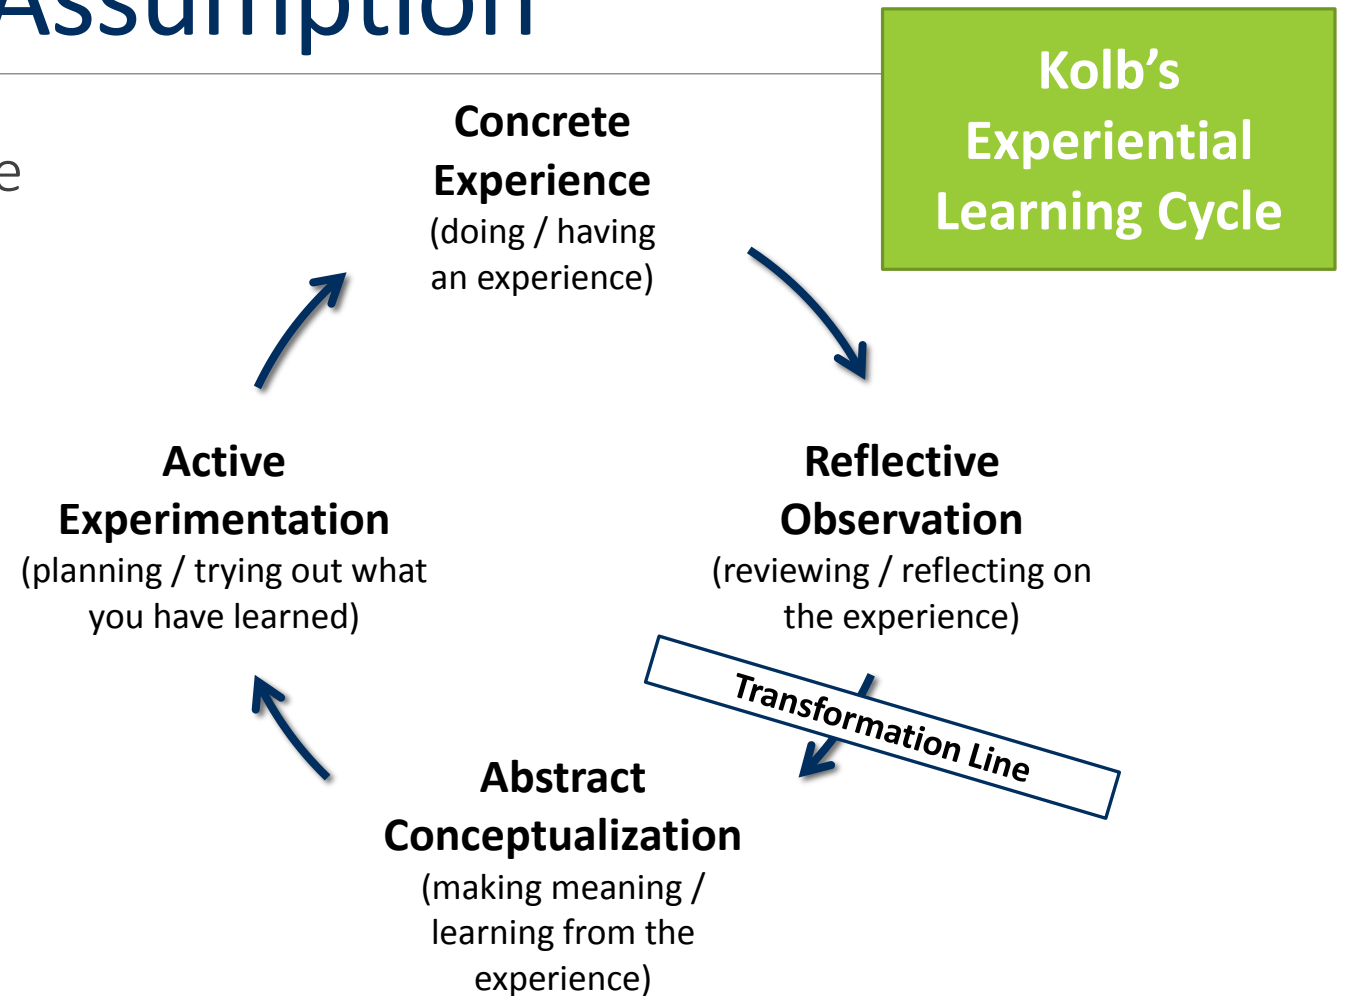 Assumption
Kolb’s
Experiential
Learning Cycle
e
Concrete
Experience
(doing / having
an experience)
Active
Experimentation
(planning / trying out what
you have learned)
Reflective
Observation
(reviewing / reflecting on
the experience)
Transformation Line
Abstract
Conceptualization
(making meaning /
learning from the
experience)